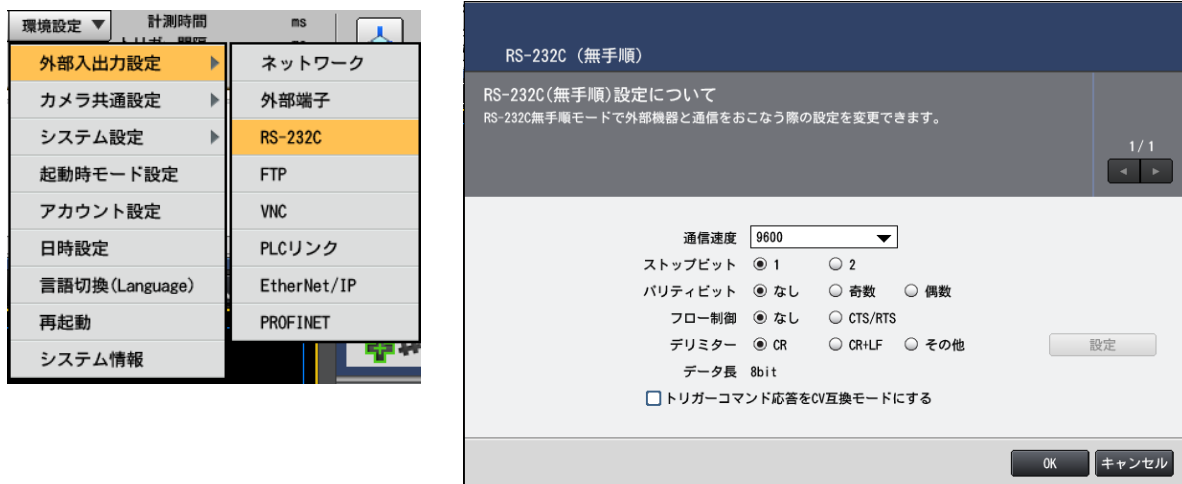 環境設定 ▼
計測時間 ms
外部入出力設定
カメラ共通設定
システム設定
起動時モード設定
アカウント設定
日時設定
言語切換(Language)
再起動
システム情報
ネットワーク
外部端子
RS-232C
FTP
VNC
PLCリンク
EtherNet/IP
PROFINET
RS-232C (無手順)
RS-232C(無手順)設定について
RS-232C無手順モードで外部機器と通信をおこなう際の設定を変更できます。
1/1
通信速度 9600
ストップビット 1 2
パリティビット なし 奇数 偶数
フロー制御 なし CTS/RTS
デリミター CR CR+LF その他 設定
データ長 8bit
トリガーコマンド応答をCV互換モードにする
OK キャンセル